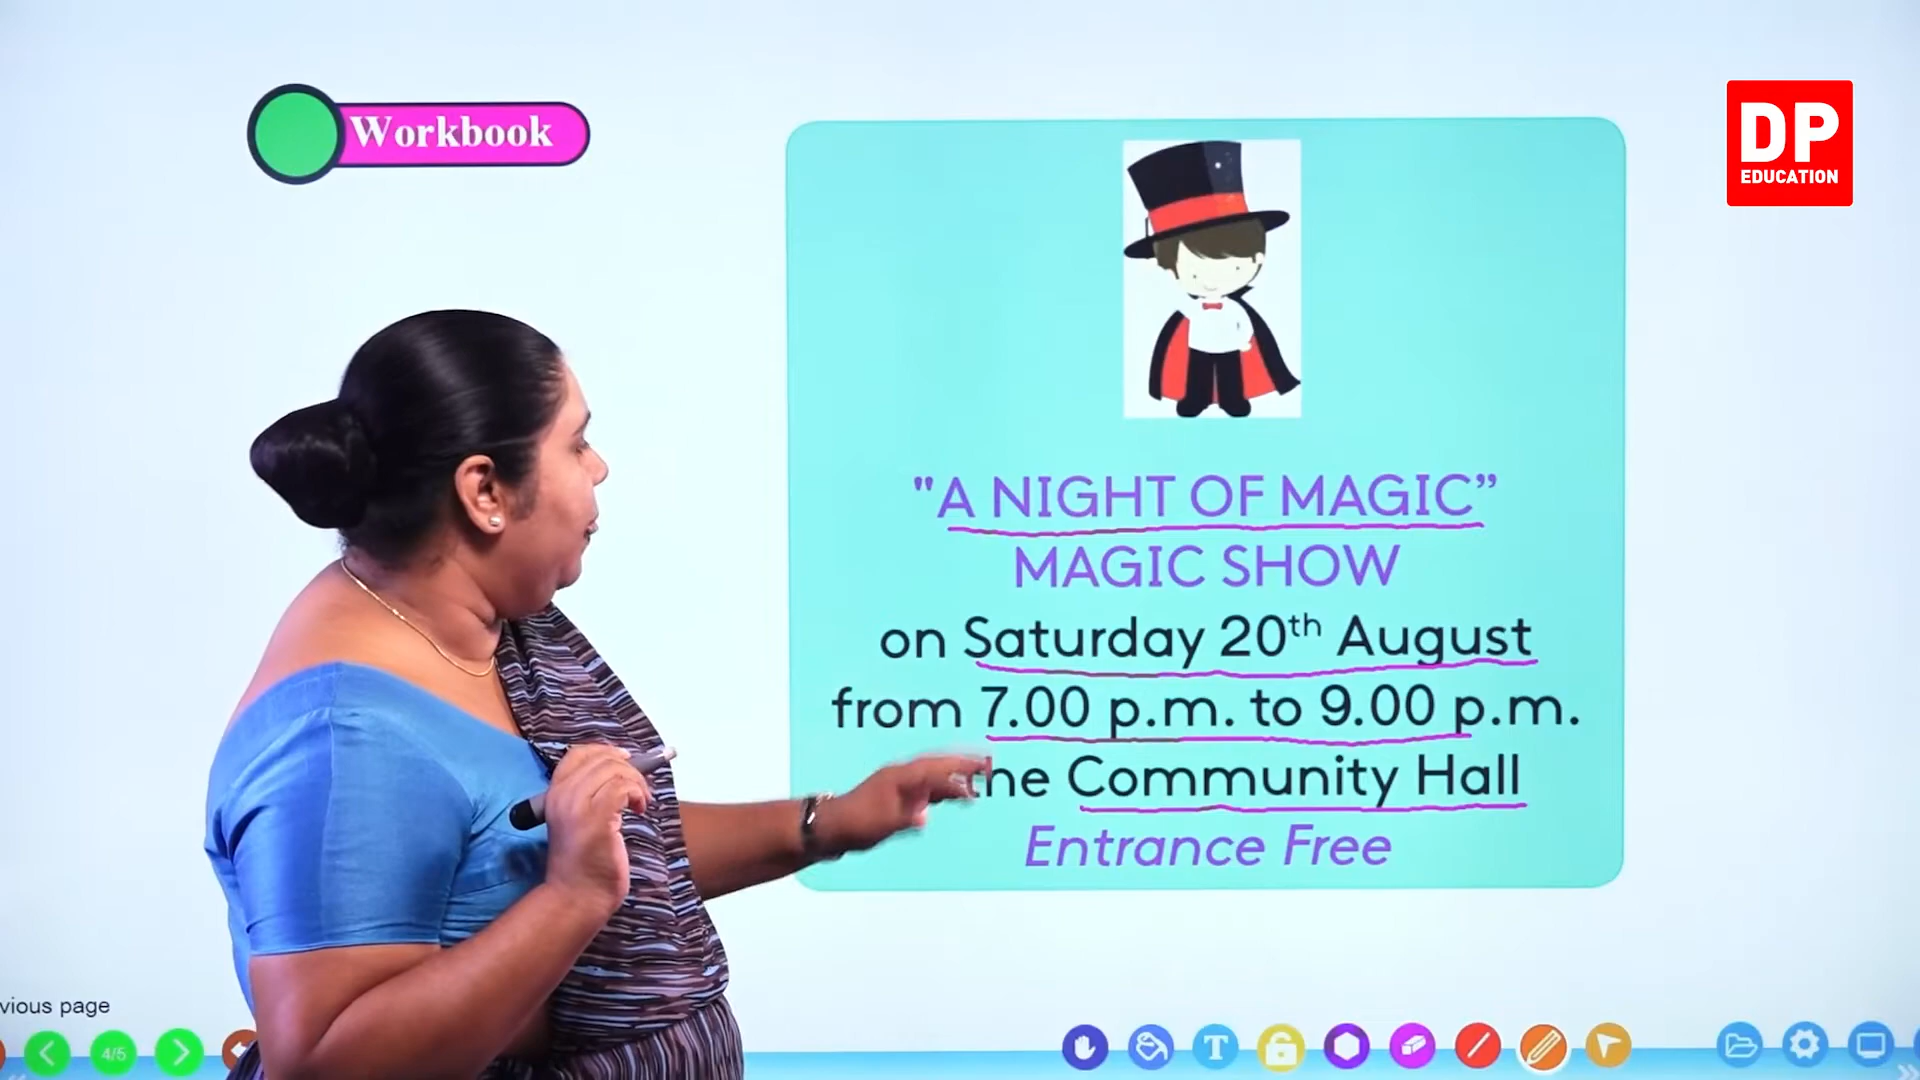 Workbook
DP
EDUCATION
"A NIGHT OF MAGIC”
MAGIC SHOW
on Saturday 20th August
from 7.00 p.m. to 9.00 p.m.
the Community Hall
Entrance Free
vious page
4/5
T